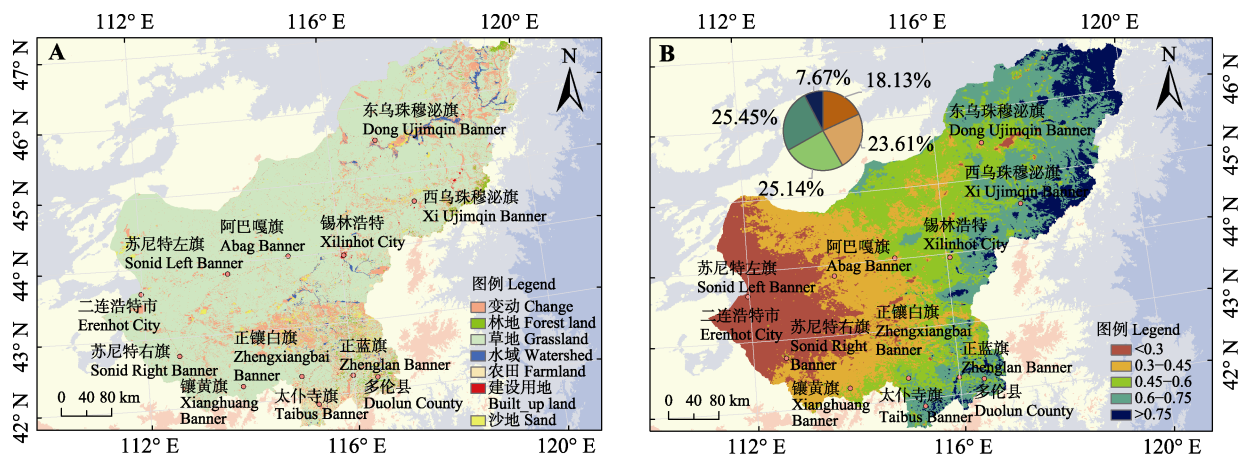 112° E
116° E
120° E
A
N
47° N
46° N
45° N
44° N
43° N
42° N
东乌珠穆泌旗
Dong Ujimqin Banner
西乌珠穆泌旗
Xi Ujimqin Banner
阿巴嘎旗
Abag Banner
锡林浩特
Xilinhot City
苏尼特左旗
Sonid Left Banner
二连浩特市
Erenhot City
苏尼特右旗
Sonid Right Banner
正镶白旗
Zhengxiangbai
Banner
正蓝旗
Zhenglan Banner
镶黄旗
Xianghuang
Banner
太仆寺旗
Taibus Banner
多伦县
Duolun County
图例 Legend
变动 Change
林地 Forest land
草地 Grassland
水域 Watershed
农田 Farmland
建设用地
Built_up land
沙地 Sand
0 40 80 km
112° E
116° E
120° E
112° E
116° E
120° E
B
N
7.67%
18.13%
25.45%
23.61%
25.14%
46° N
45° N
44° N
43° N
42° N
46° N
45° N
44° N
43° N
42° N
东乌珠穆泌旗
Dong Ujimqin Banner
西乌珠穆泌旗
Xi Ujimqin Banner
锡林浩特
Xilinhot City
阿巴嘎旗
Abag Banner
苏尼特左旗
Sonid Left Banner
二连浩特市
Erenhot City
苏尼特右旗
Sonid Right
Banner
正镶白旗
Zhengxiangbai
Banner
正蓝旗
Zhenglan Banner
镶黄旗
Xianghuang
Banner
太仆寺旗
Taibus Banner
多伦县
Duolun County
图例 Legend
<0.3
0.3−0.45
0.45−0.6
0.6−0.75
>0.75
0 40 80 km
112° E
116° E
120° E